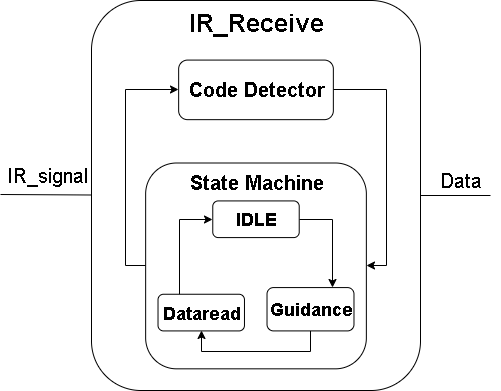 IR_Receive
Code Detector
IR_signal
Data
State Machine
IDLE
Dataread
Guidance